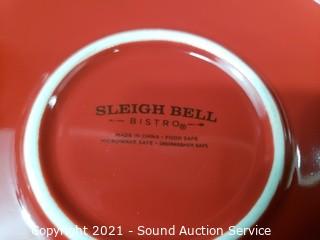 SLEIGH BELL
BISTRO®
MADE IN CHINA • FOOD SAFE
MICROWAVE SAFE • DISHWASHER SAFE
Copyright 2021 - Sound Auction Service